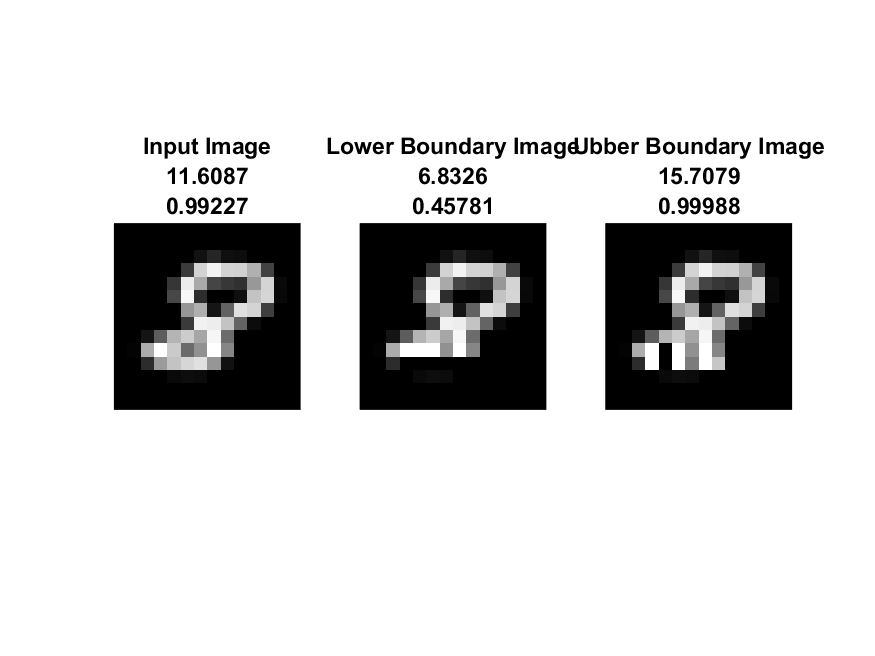 Input Image
11.6087
0.99227
Lower Boundary Image
6.8326
0.45781
Ubber Boundary Image
15.7079
0.99988